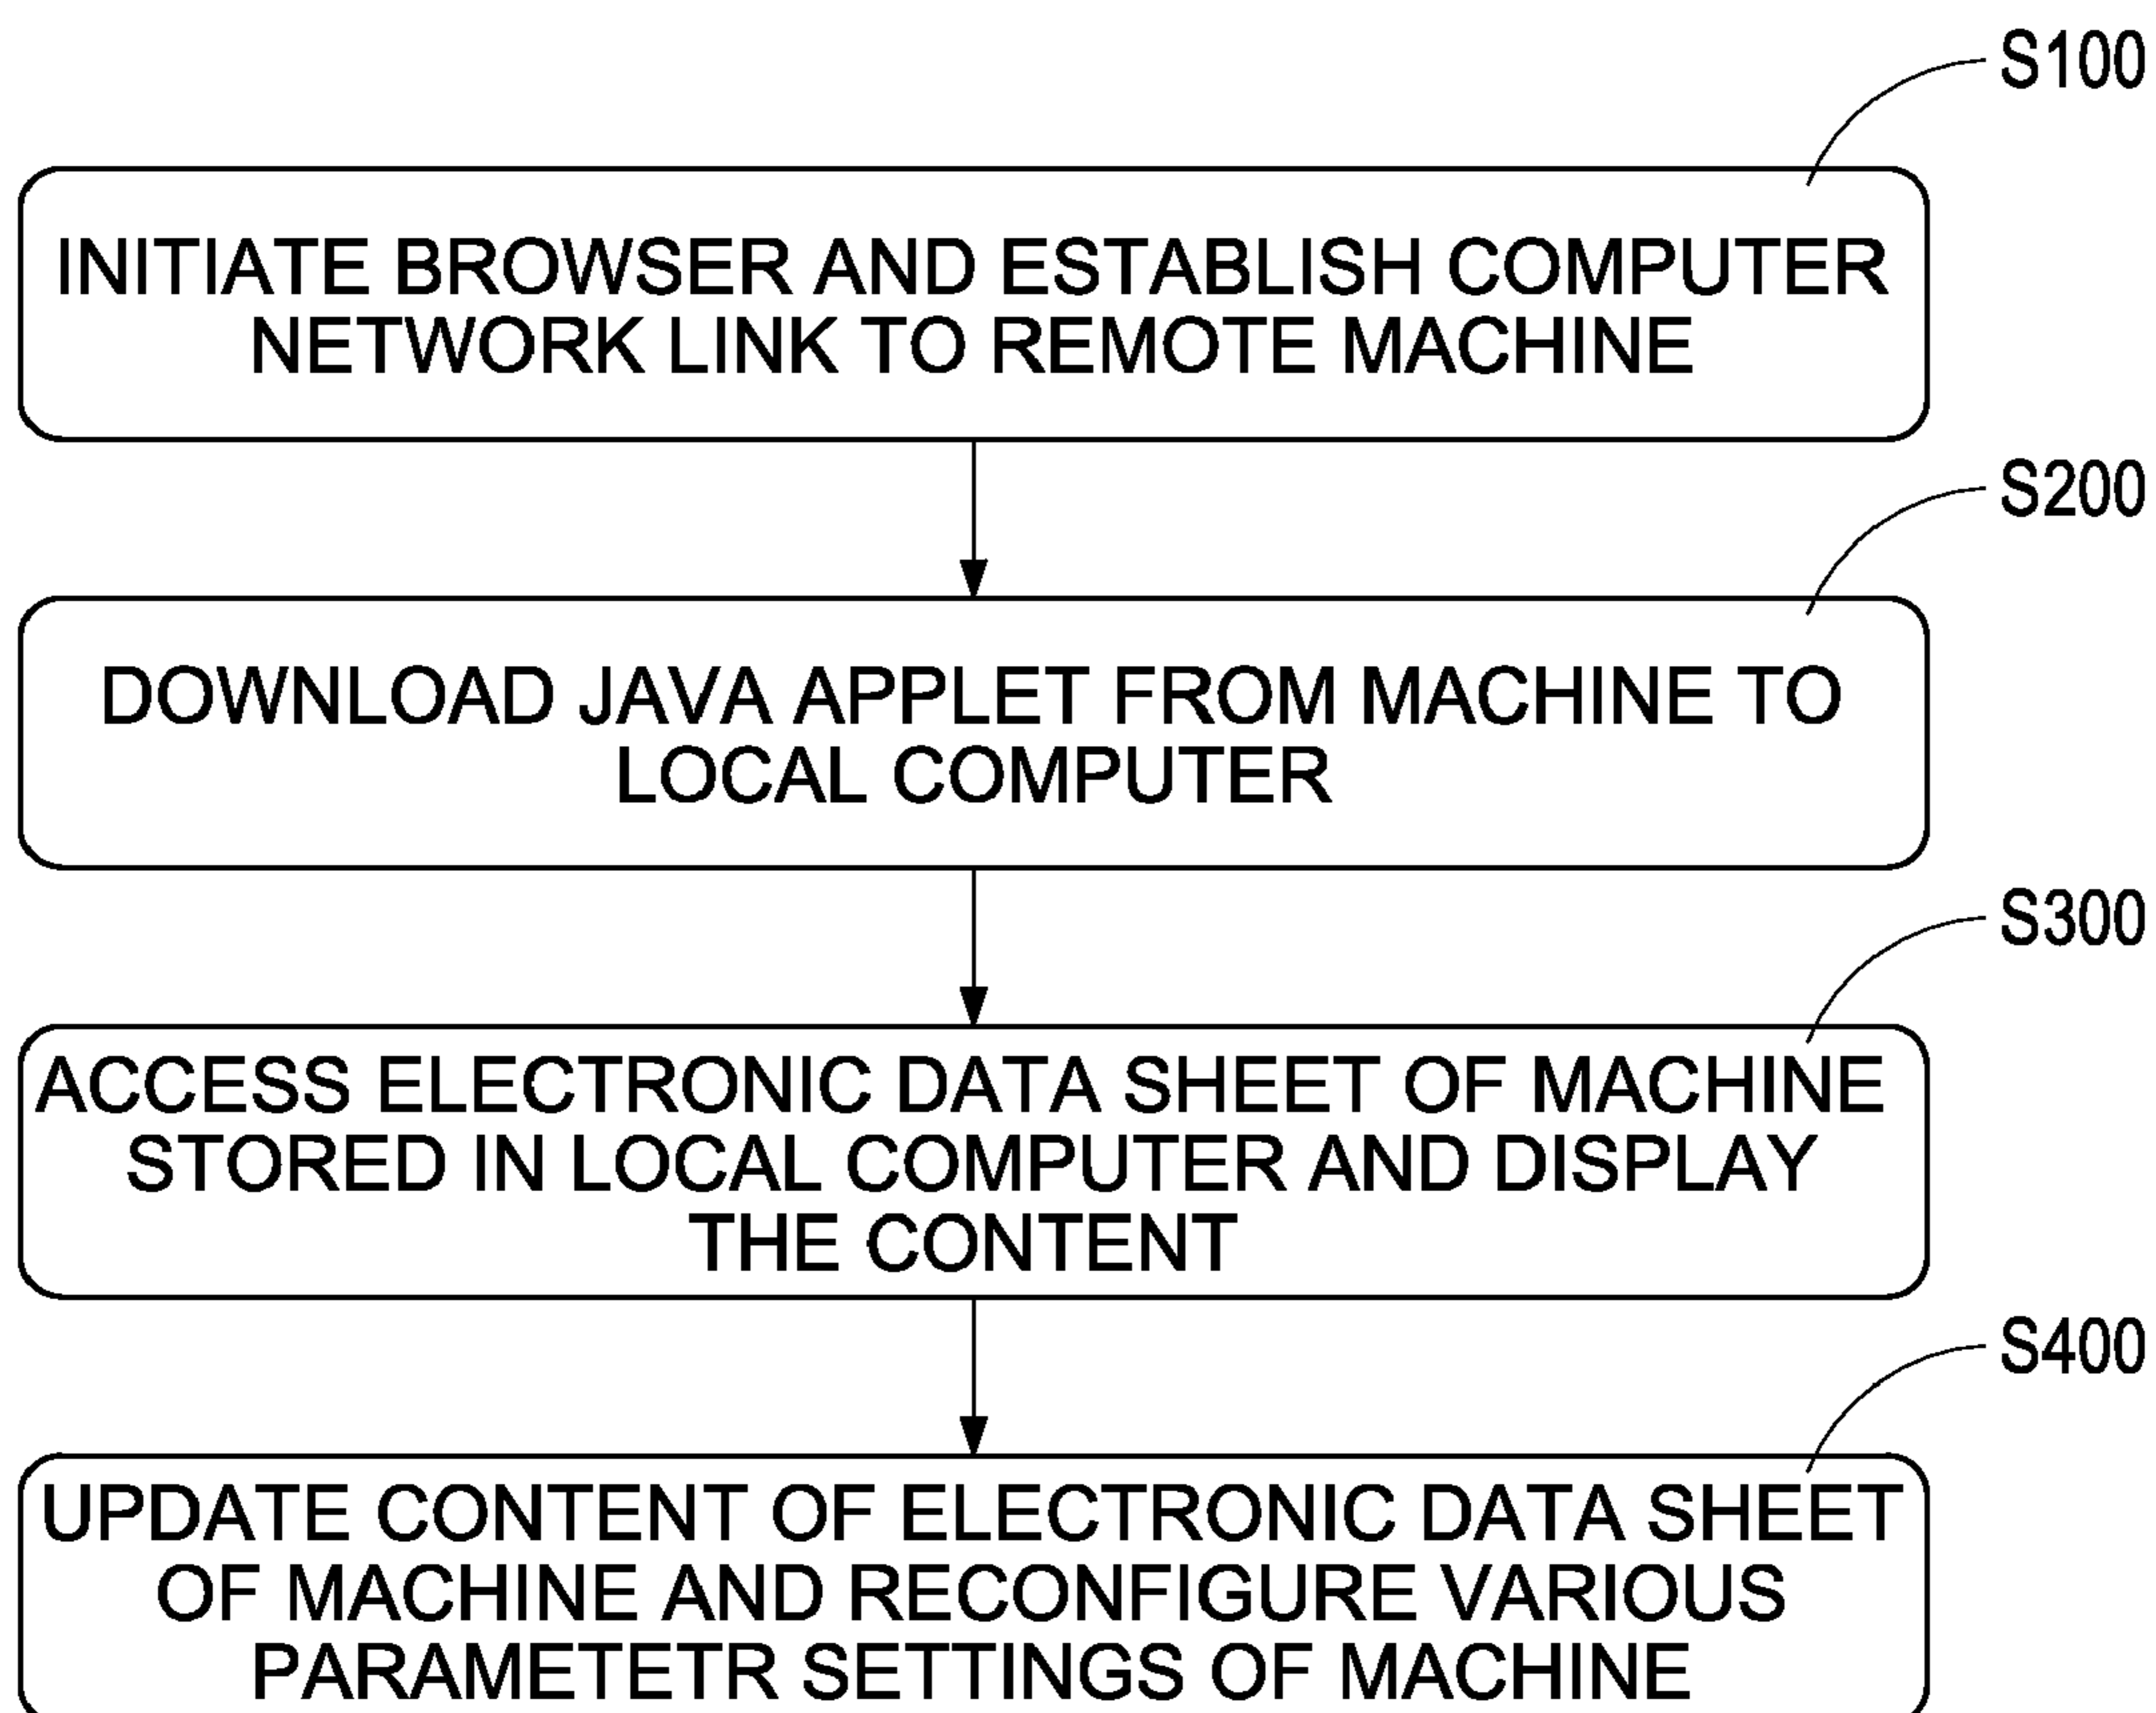 S100
INITIATE BROWSER AND ESTABLISH COMPUTER
NETWORK LINK TO REMOTE MACHINE
S200
DOWNLOAD JAVA APPLET FROM MACHINE TO
LOCAL COMPUTER
S300
ACCESS ELECTRONIC DATA SHEET OF MACHINE
STORED IN LOCAL COMPUTER AND DISPLAY
THE CONTENT
S400
UPDATE CONTENT OF ELECTRONIC DATA SHEET
OF MACHINE AND RECONFIGURE VARIOUS
PARAMETETR SETTINGS OF MACHINE